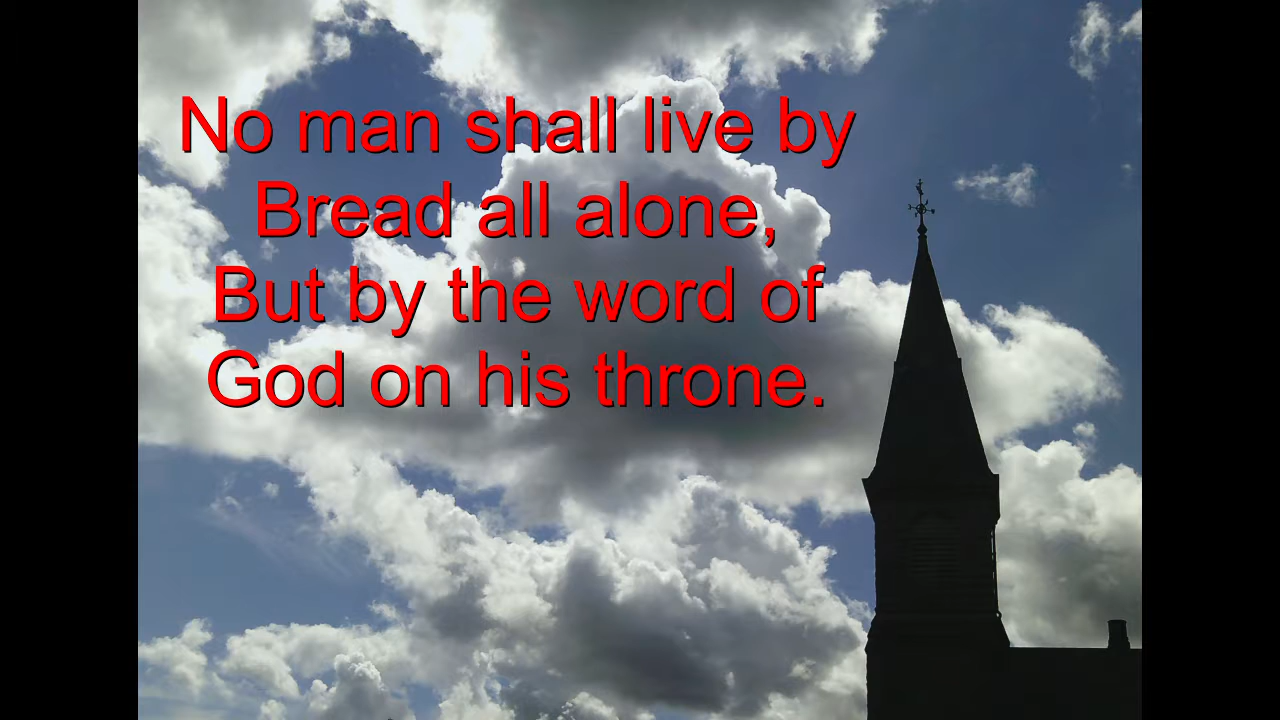 No man shall live by
Bread all alone,
But by the word of
God on his throne.